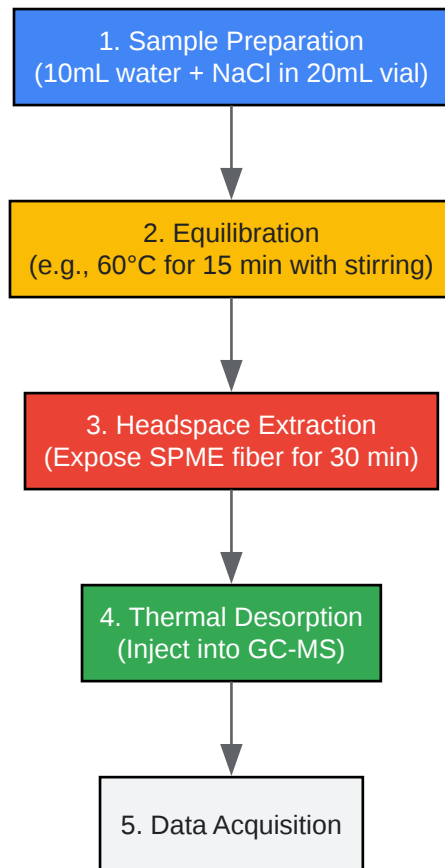 1. Sample Preparation
(10mL water + NaCl in 20mL vial)
2. Equilibration
(e.g., 60°C for 15 min with stirring)
3. Headspace Extraction
(Expose SPME fiber for 30 min)
4. Thermal Desorption
(Inject into GC-MS)
5. Data Acquisition